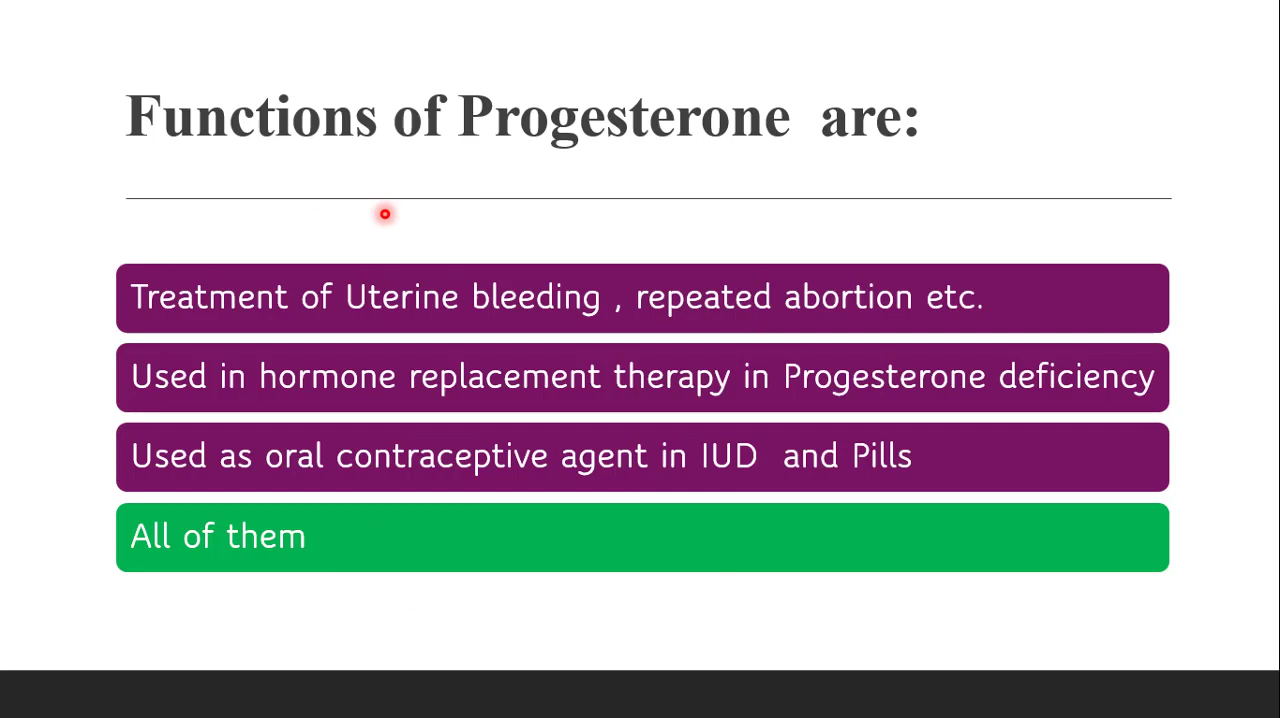 Functions of Progesterone  are:
Treatment of Uterine bleeding , repeated abortion etc.
Used in hormone replacement therapy in Progesterone deficiency
Used as oral contraceptive agent in IUD  and Pills
All of them